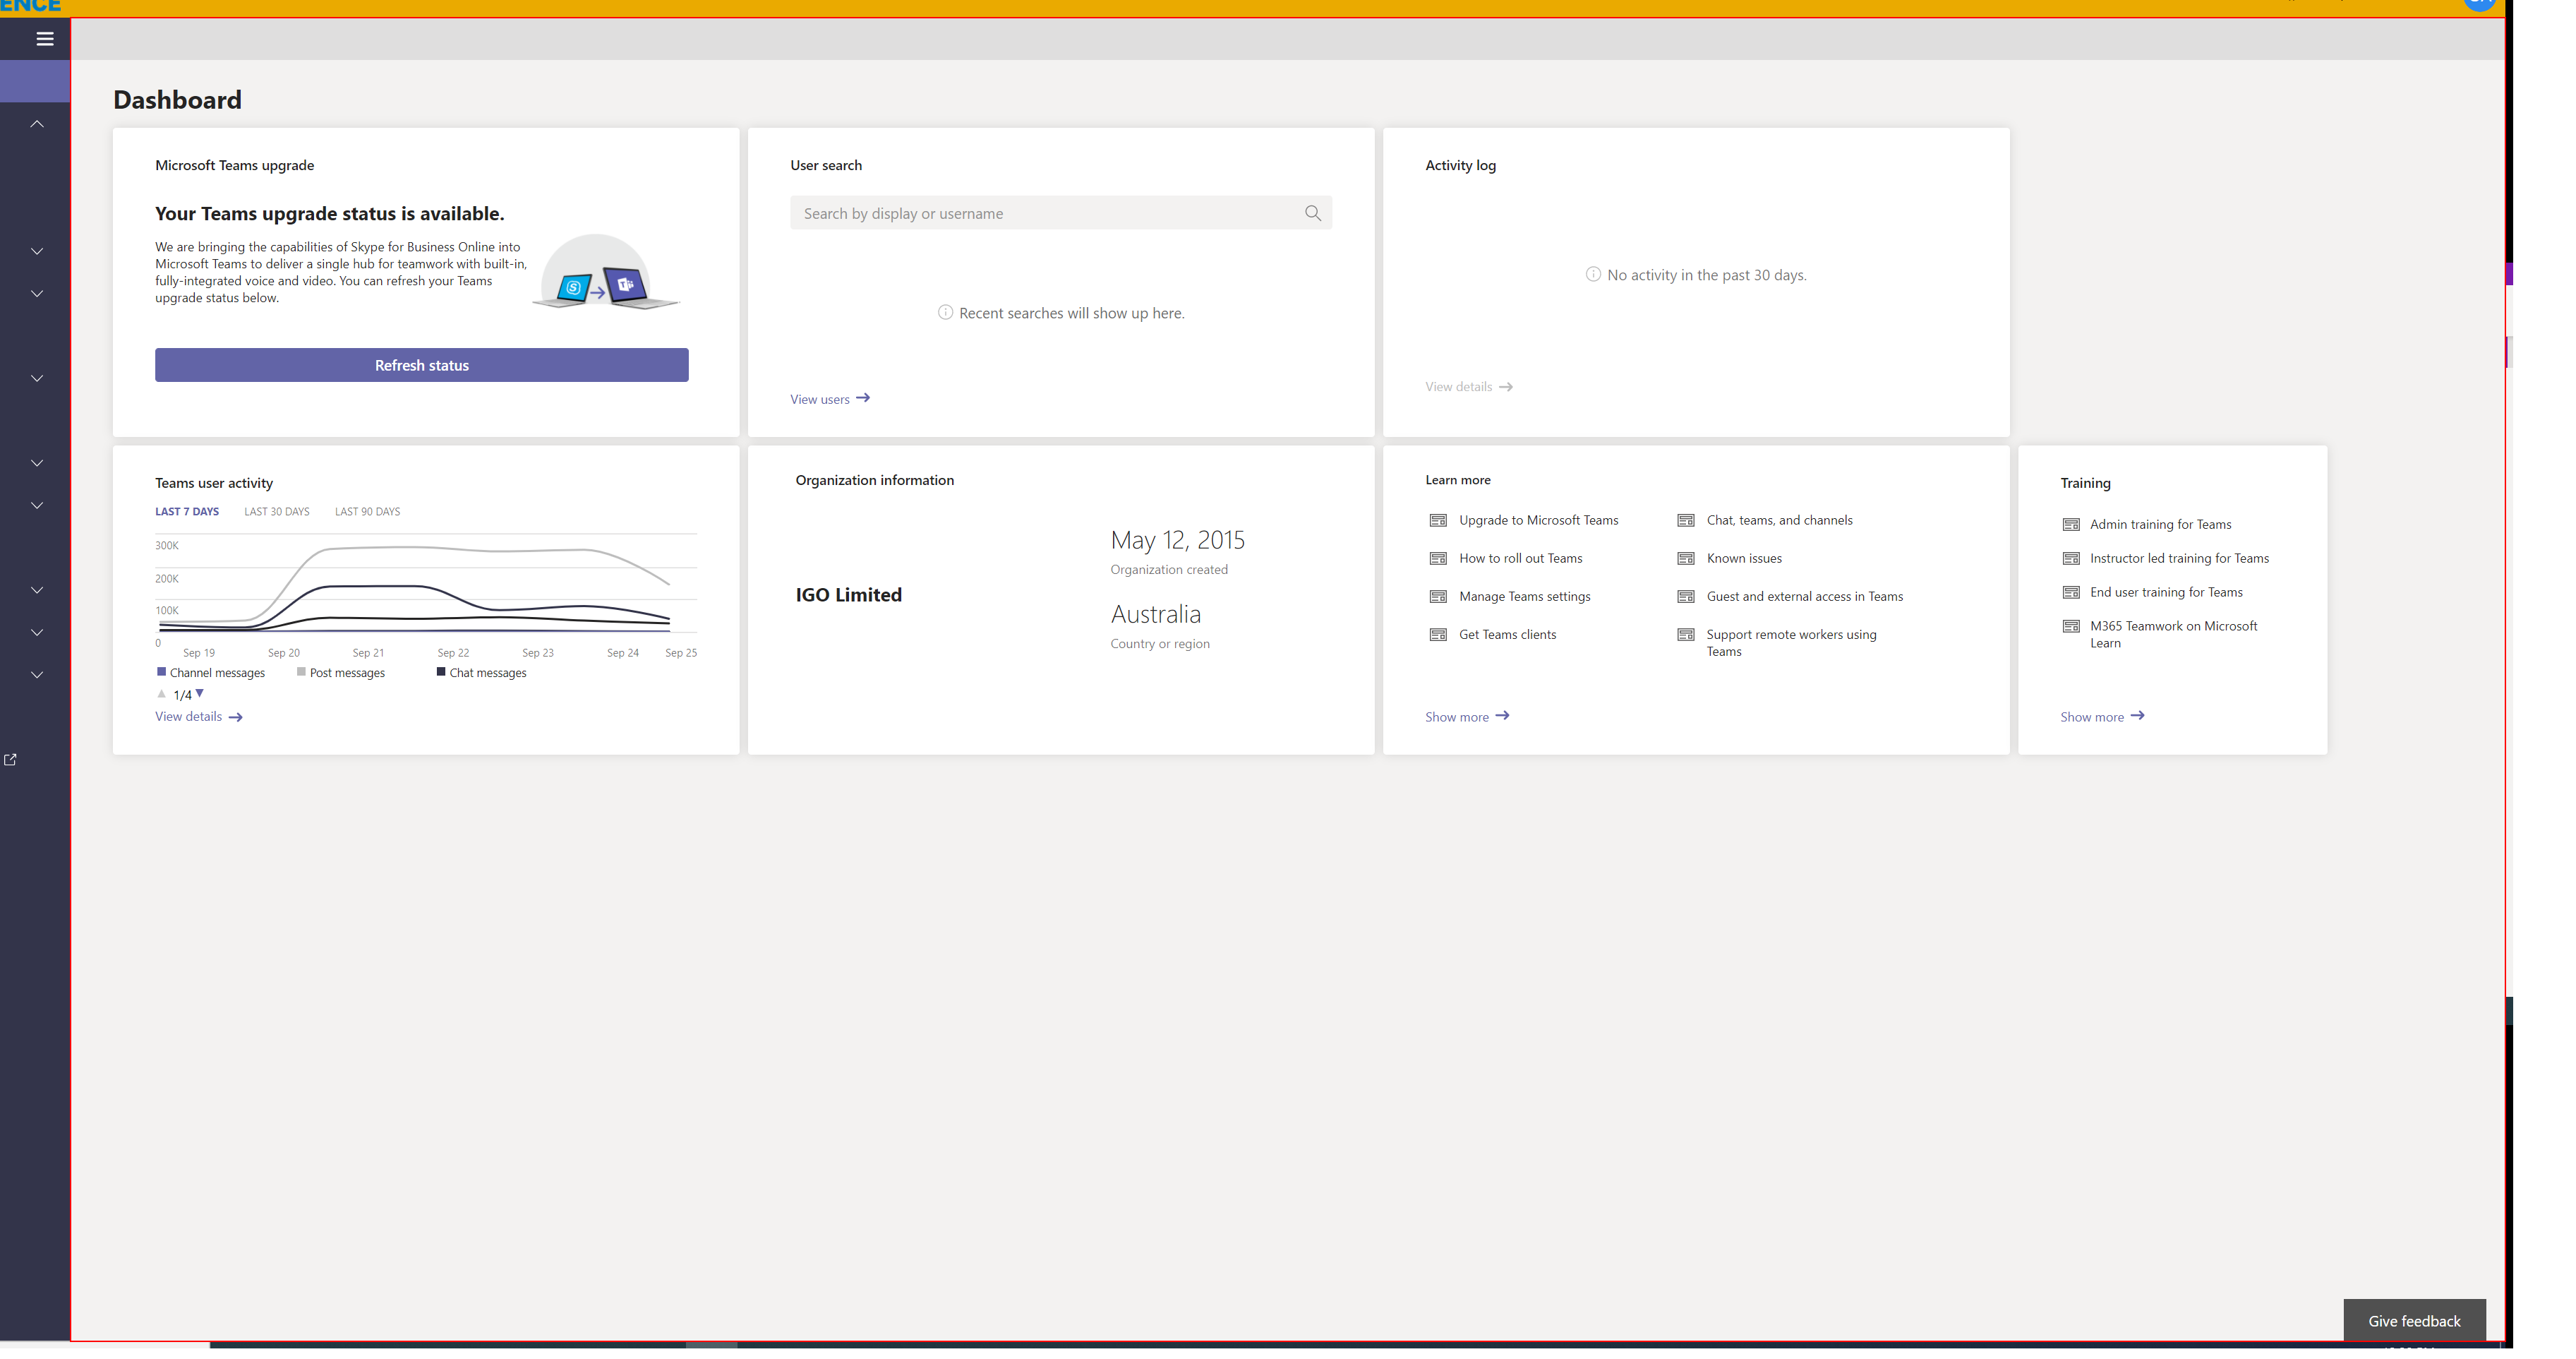 ENCE
Dashboard
Microsoft Teams upgrade
Your Teams upgrade status is available.
We are bringing the capabilities of Skype for Business Online into
Microsoft Teams to deliver a single hub for teamwork with built-in,
fully-integrated voice and video. You can refresh your Teams
upgrade status below.
Refresh status
User search
Search by display or username
Recent searches will show up here.
View users
Activity log
No activity in the past 30 days.
View details
Teams user activity
LAST 7 DAYS LAST 30 DAYS LAST 90 DAYS
300K
200K
100K
0
Sep 19 Sep 20 Sep 21 Sep 22 Sep 23 Sep 24 Sep 25
Channel messages Post messages Chat messages
1/4
View details
Organization information
IGO Limited
May 12, 2015
Organization created
Australia
Country or region
Learn more
Upgrade to Microsoft Teams
How to roll out Teams
Manage Teams settings
Get Teams clients
Chat, teams, and channels
Known issues
Guest and external access in Teams
Support remote workers using
Teams
Show more
Training
Admin training for Teams
Instructor led training for Teams
End user training for Teams
M365 Teamwork on Microsoft
Learn
Show more
Give feedback